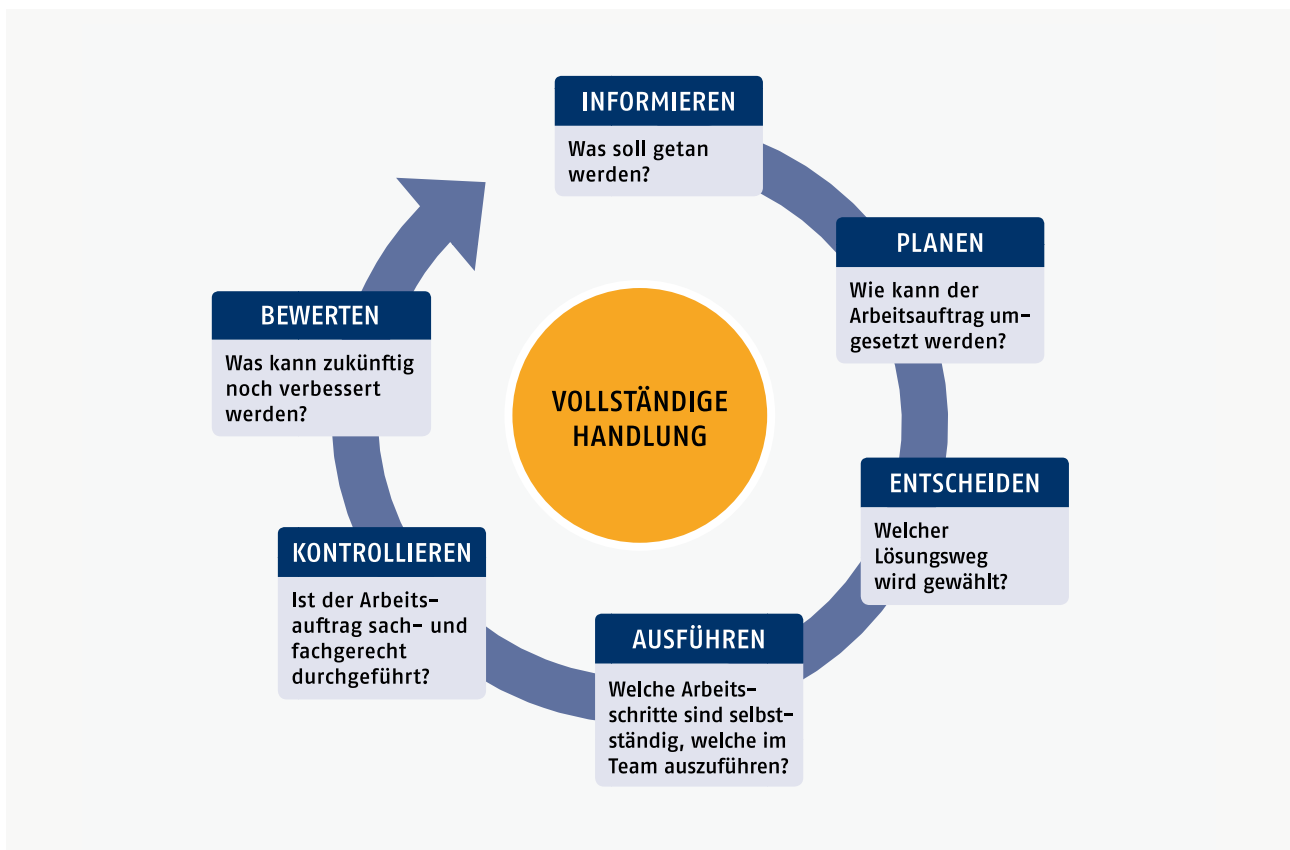 INFORMIEREN
Was soll getan
werden?
PLANEN
Wie kann der
Arbeitsauftrag um-
gesetzt werden?
ENTSCHEIDEN
Welcher
Lösungsweg
wird gewählt?
AUSFÜHREN
Welche Arbeits-
schritte sind selbst-
ständig, welche im
Team auszuführen?
KONTROLLIEREN
Ist der Arbeits-
auftrag sach- und
fachgerecht
durchgeführt?
BEWERTEN
Was kann zukünftig
noch verbessert
werden?
VOLLSTÄNDIGE
HANDLUNG